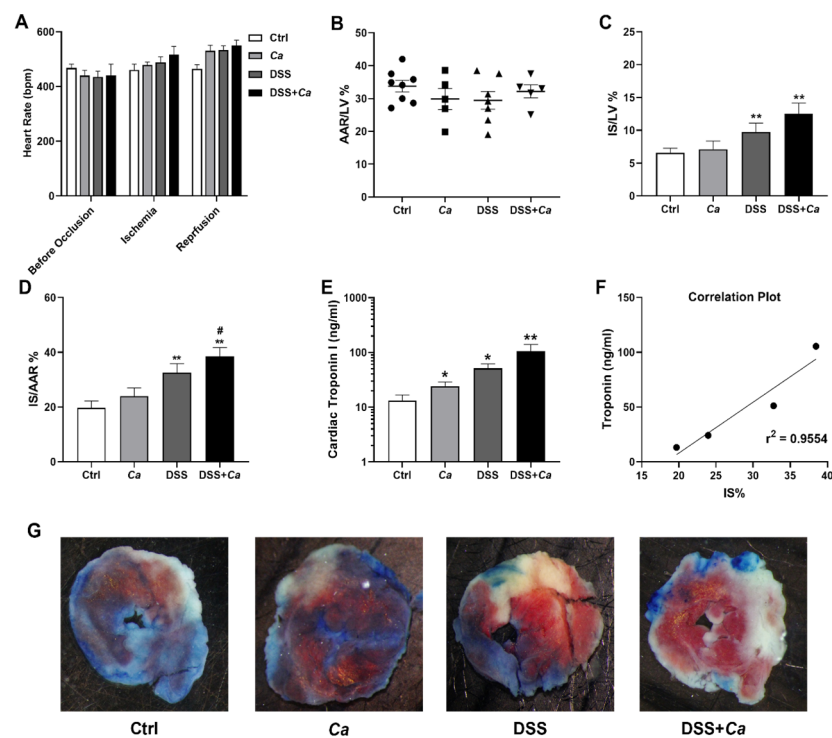 A
Heart Rate (bpm)
600
400
200
0
Before Occlusion
Ischemia
Reprfusion
Ctrl
Ca
DSS
DSS+Ca
B
AAR/LV %
50
40
30
20
10
0
Ctrl
Ca
DSS
DSS+Ca
C
IS/LV %
25
20
15
10
5
0
**
**
Ctrl
Ca
DSS
DSS+Ca
D
IS/AAR %
60
40
20
0
**
#
**
Ctrl
Ca
DSS
DSS+Ca
E
Cardiac Troponin I (ng/ml)
1000
100
10
1
*
*
**
Ctrl
Ca
DSS
DSS+Ca
F
Correlation Plot
Troponin (ng/ml)
150
100
50
0
r² = 0.9554
15 20 25 30 35 40
IS%
G
Ctrl
Ca
DSS
DSS+Ca